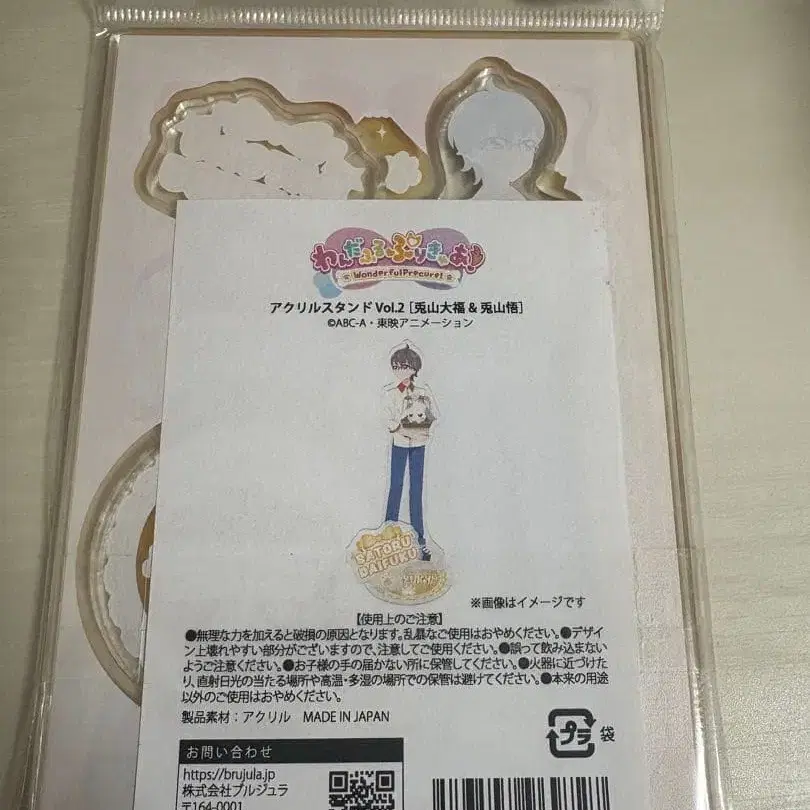 わんだふるぷりきゅあ!
Wonderful Precure!
アクリルスタンド Vol.2 [兎山大福 & 兎山悟]
©ABC-A・東映アニメーション
SATORU
DAIFUKU
※画像はイメージです
【使用上のご注意】
●無理な力を加えると破損の原因となります。乱暴なご使用はおやめください。●デザイン
上壊れやすい部分がございますので、注意してご使用ください。●誤って飲み込まない
ようご注意ください。●お子様の手の届かない所に保管してください。●火器に近づけた
り、直射日光の当たる場所や高温・多湿の場所での保管は避けてください。●本来の用途
以外のご使用はおやめください。
製品素材：アクリル MADE IN JAPAN
プラ
袋
お問い合わせ
https://brujula.jp/
株式会社ブルジュラ
〒164-0001